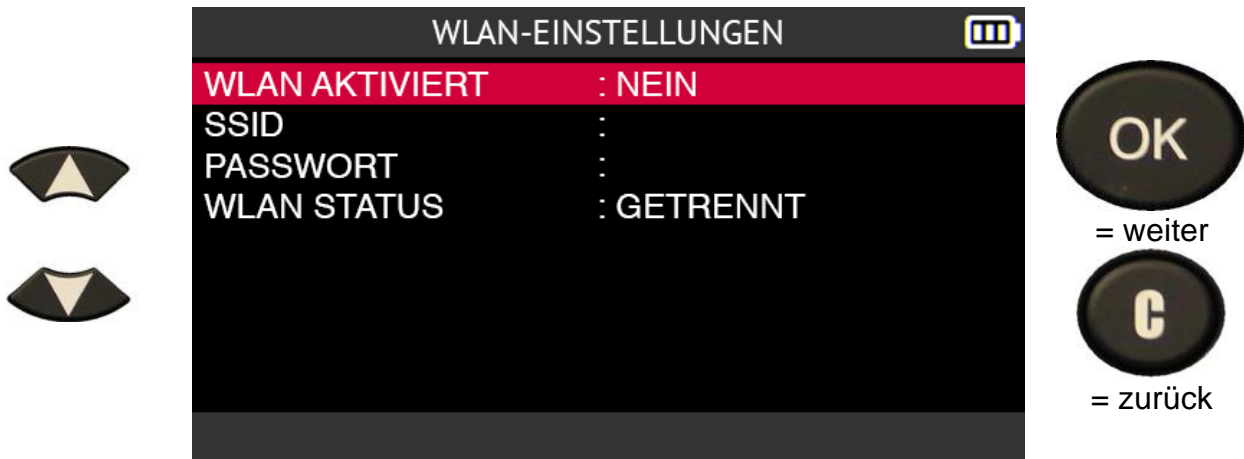 WLAN-EINSTELLUNGEN
WLAN AKTIVIERT : NEIN
SSID :
PASSWORT :
WLAN STATUS : GETRENNT
OK
= weiter
C
= zurück